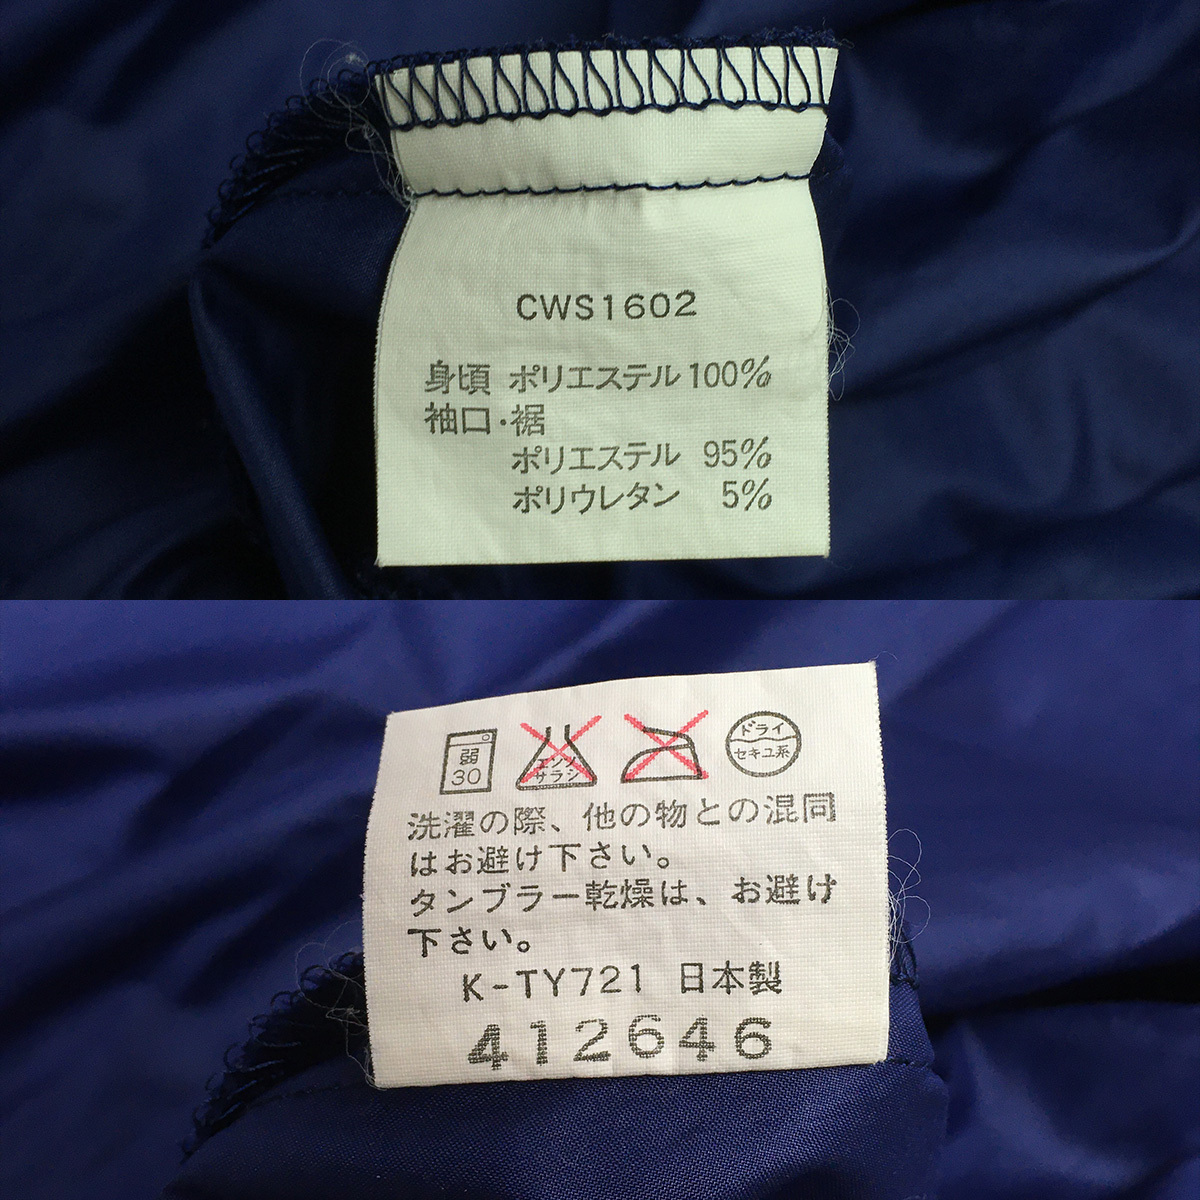 CWS1602
身頃 ポリエステル 100%
袖口・裾
ポリエステル 95%
ポリウレタン 5%
弱
30
エンソ
サラシ
ドライ
セキユ系
洗濯の際、他の物との混同
はお避け下さい。
タンブラー乾燥は、お避け
下さい。
K-TY721 日本製
412646